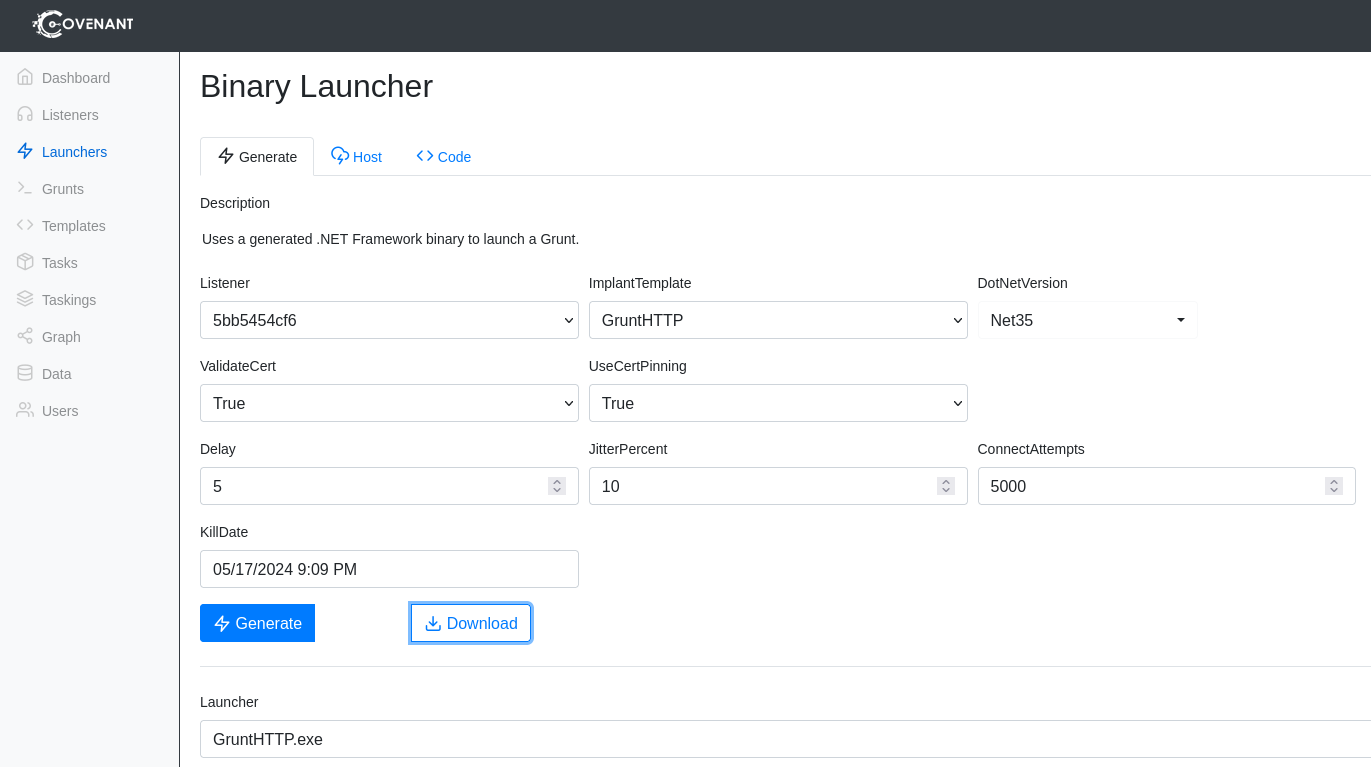 COVENANT
Dashboard
Listeners
Launchers
Grunts
Templates
Tasks
Taskings
Graph
Data
Users
Binary Launcher
Generate Host Code
Description
Uses a generated .NET Framework binary to launch a Grunt.
Listener ImplantTemplate DotNetVersion
5bb5454cf6 GruntHTTP Net35
ValidateCert UseCertPinning
True True
Delay JitterPercent ConnectAttempts
5 10 5000
KillDate
05/17/2024 9:09 PM
Generate Download
Launcher
GruntHTTP.exe